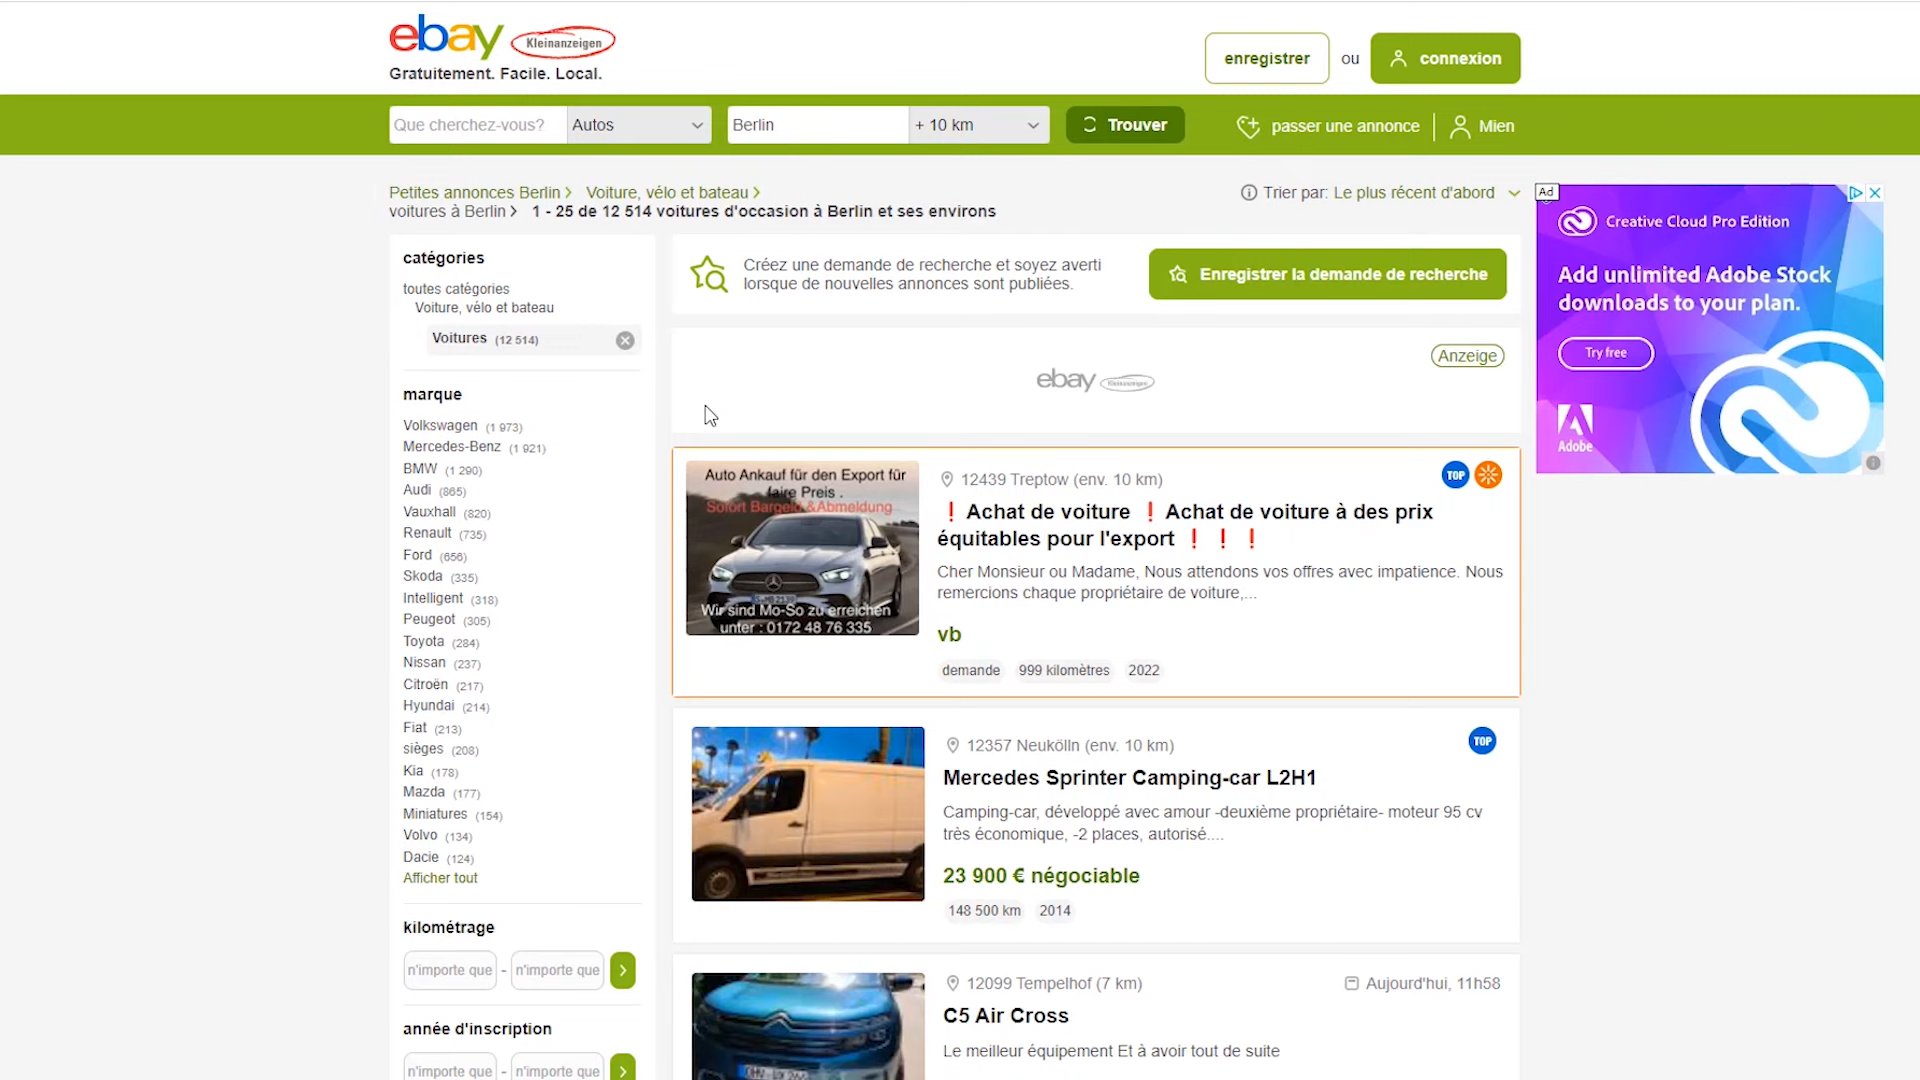 ebay Kleinanzeigen
Gratuitement. Facile. Local.
enregistrer ou connexion
Que cherchez-vous? Autos Berlin + 10 km Trouver passer une annonce Mien
Petites annonces Berlin Voiture, vélo et bateau
voitures à Berlin 1 - 25 de 12 514 voitures d'occasion à Berlin et ses environs
Trier par: Le plus récent d'abord
catégories
toutes catégories
Voiture, vélo et bateau
Voitures (12 514)
marque
Volkswagen (1 973)
Mercedes-Benz (1 921)
BMW (1 290)
Audi (865)
Vauxhall (820)
Renault (735)
Ford (656)
Skoda (335)
Intelligent (318)
Peugeot (305)
Toyota (284)
Nissan (237)
Citroën (217)
Hyundai (214)
Fiat (213)
sièges (208)
Kia (178)
Mazda (177)
Miniatures (154)
Volvo (134)
Dacie (124)
Afficher tout
kilométrage
n'importe que - n'importe que
année d'inscription
n'importe que - n'importe que
Créez une demande de recherche et soyez averti
lorsque de nouvelles annonces sont publiées.
Enregistrer la demande de recherche
Anzeige
ebay Kleinanzeigen
Auto Ankauf für den Export für
faire Preis .
Sofort Bargeld &Abmeldung
Wir sind Mo-So zu erreichen
unter : 0172 48 76 335
12439 Treptow (env. 10 km)
TOP
❗ Achat de voiture ❗ Achat de voiture à des prix
équitables pour l'export ❗ ❗ ❗
Cher Monsieur ou Madame, Nous attendons vos offres avec impatience. Nous
remercions chaque propriétaire de voiture,...
vb
demande 999 kilomètres 2022
12357 Neukölln (env. 10 km)
TOP
Mercedes Sprinter Camping-car L2H1
Camping-car, développé avec amour -deuxième propriétaire- moteur 95 cv
très économique, -2 places, autorisé....
23 900 € négociable
148 500 km 2014
12099 Tempelhof (7 km)
Aujourd'hui, 11h58
C5 Air Cross
Le meilleur équipement Et à avoir tout de suite
Ad
Creative Cloud Pro Edition
Add unlimited Adobe Stock
downloads to your plan.
Try free
Adobe